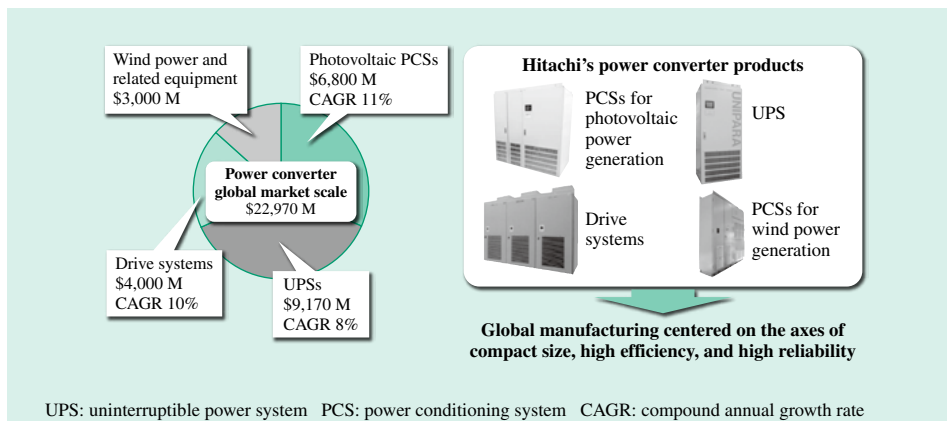 Wind power and
related equipment
$3,000 M
Photovoltaic PCSs
$6,800 M
CAGR 11%
Power converter
global market scale
$22,970 M
Drive systems
$4,000 M
CAGR 10%
UPSs
$9,170 M
CAGR 8%
Hitachi's power converter products
PCSs for
photovoltaic
power
generation
UNIPARA
UPS
Drive
systems
PCSs for
wind power
generation
Global manufacturing centered on the axes of
compact size, high efficiency, and high reliability
UPS: uninterruptible power system PCS: power conditioning system CAGR: compound annual growth rate